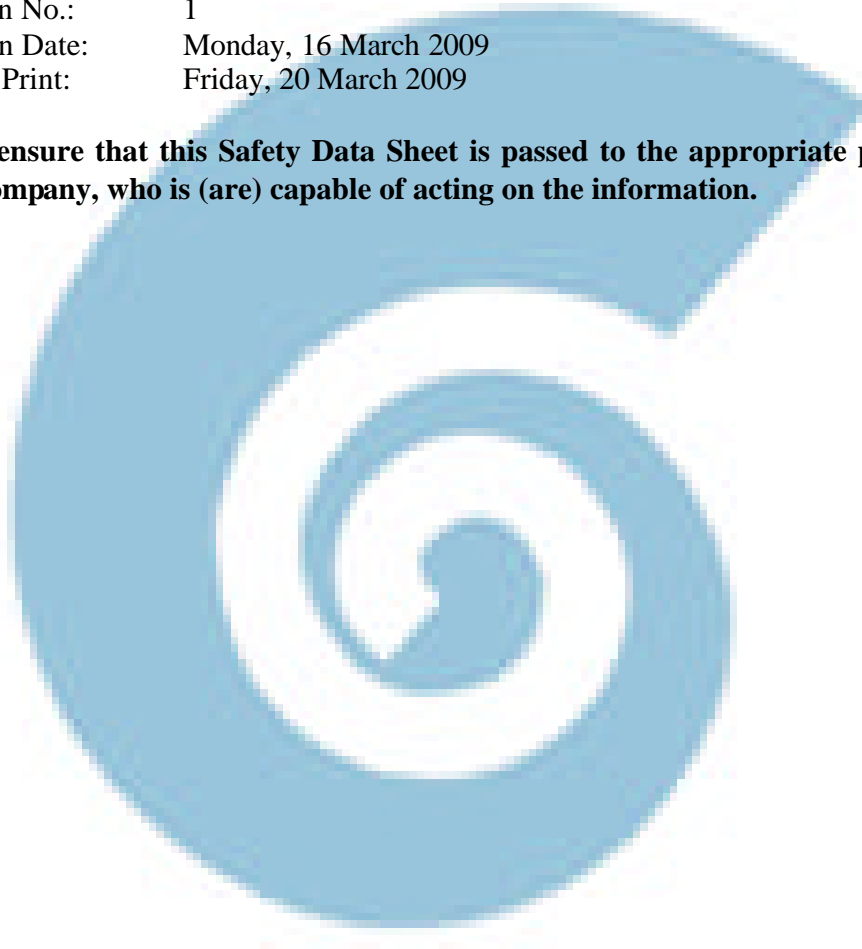 n No.: 1
n Date: Monday, 16 March 2009
Print: Friday, 20 March 2009
ensure that this Safety Data Sheet is passed to the appropriate p
ompany, who is (are) capable of acting on the information.